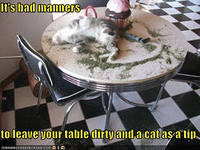 It's bad manners
to leave your table dirty and a cat as a tip